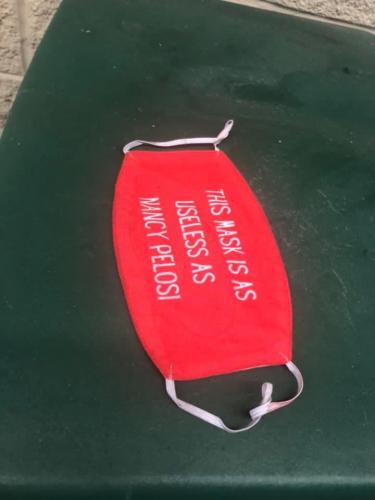 THIS MASK IS AS
USELESS AS
NANCY PELOSI